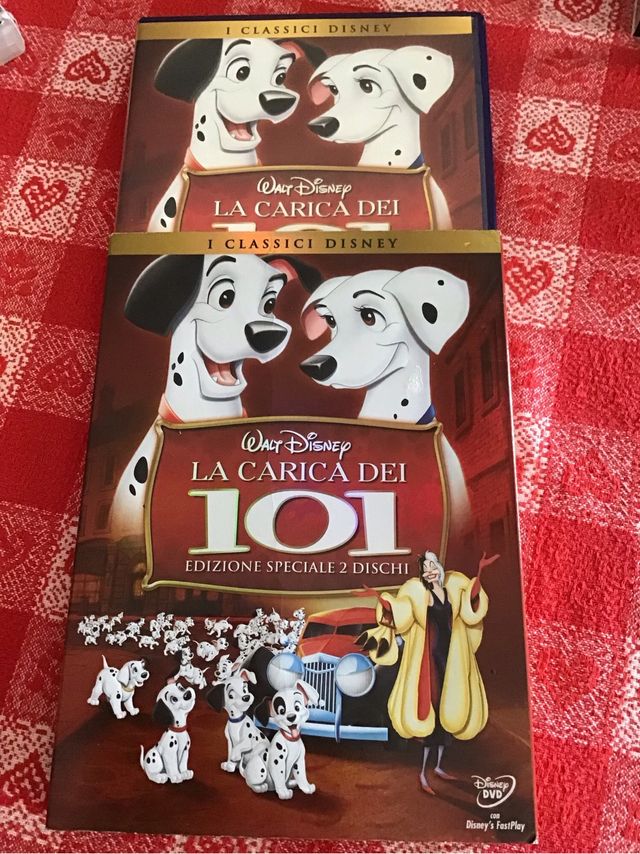 I CLASSICI DISNEY
WALT DISNEY
LA CARICA DEI
101
I CLASSICI DISNEY
WALT DISNEY
LA CARICA DEI
101
EDIZIONE SPECIALE 2 DISCHI
DISNEY
DVD
con
Disney's FastPlay